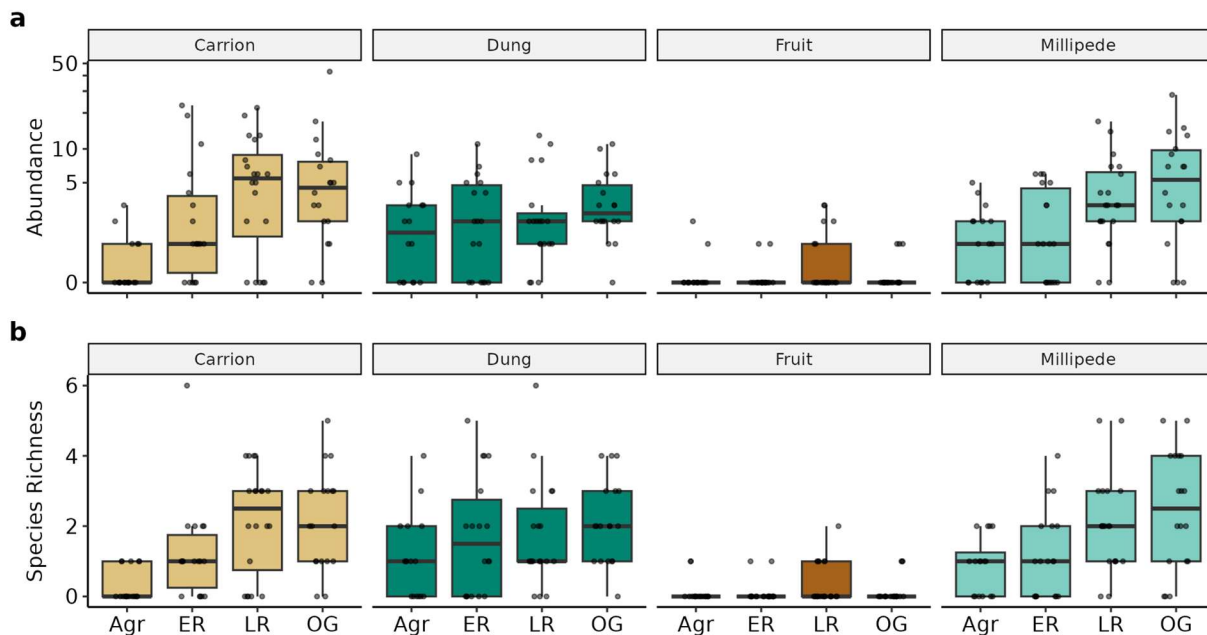 a
Carrion Dung Fruit Millipede
Abundance
50
10
5
0
b
Carrion Dung Fruit Millipede
Species Richness
6
4
2
0
Agr ER LR OG Agr ER LR OG Agr ER LR OG Agr ER LR OG